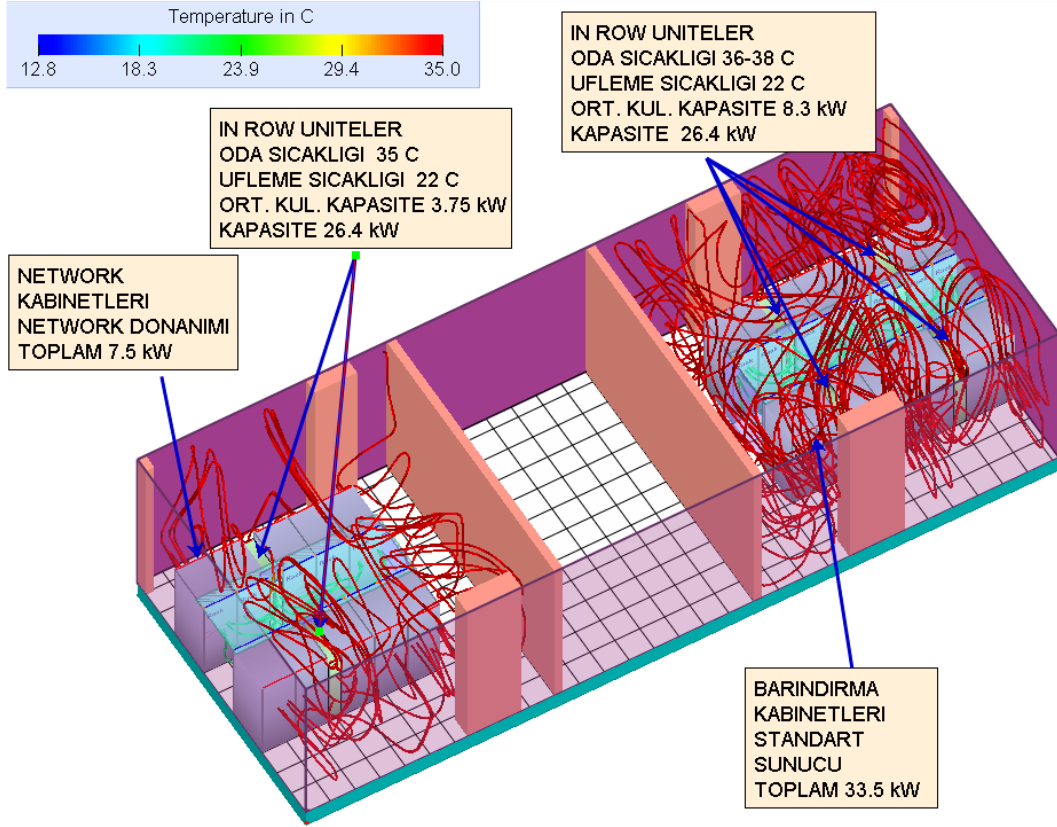 Temperature in C
12.8 18.3 23.9 29.4 35.0
IN ROW UNITELER
ODA SICAKLIGI 36-38 C
UFLEME SICAKLIGI 22 C
ORT. KUL. KAPASITE 8.3 kW
KAPASITE 26.4 kW
IN ROW UNITELER
ODA SICAKLIGI 35 C
UFLEME SICAKLIGI 22 C
ORT. KUL. KAPASITE 3.75 kW
KAPASITE 26.4 kW
NETWORK
KABINETLERI
NETWORK DONANIMI
TOPLAM 7.5 kW
BARINDIRMA
KABINETLERI
STANDART
SUNUCU
TOPLAM 33.5 kW